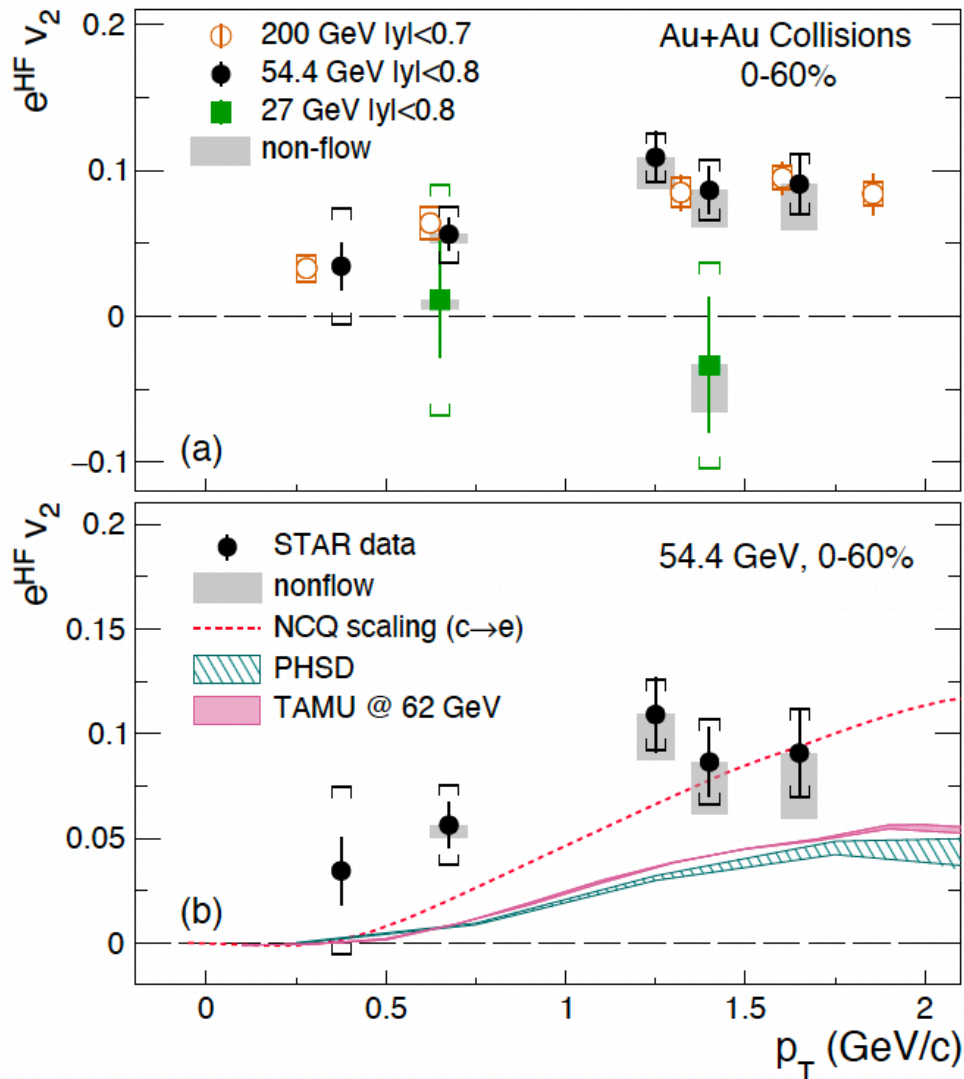 0.2
0.1
0
−0.1
e^HF v_2
200 GeV |y|<0.7
54.4 GeV |y|<0.8
27 GeV |y|<0.8
non-flow
Au+Au Collisions
0-60%
(a)
0.2
0.15
0.1
0.05
0
e^HF v_2
STAR data
nonflow
NCQ scaling (c→e)
PHSD
TAMU @ 62 GeV
54.4 GeV, 0-60%
(b)
0 0.5 1 1.5 2
p_T (GeV/c)